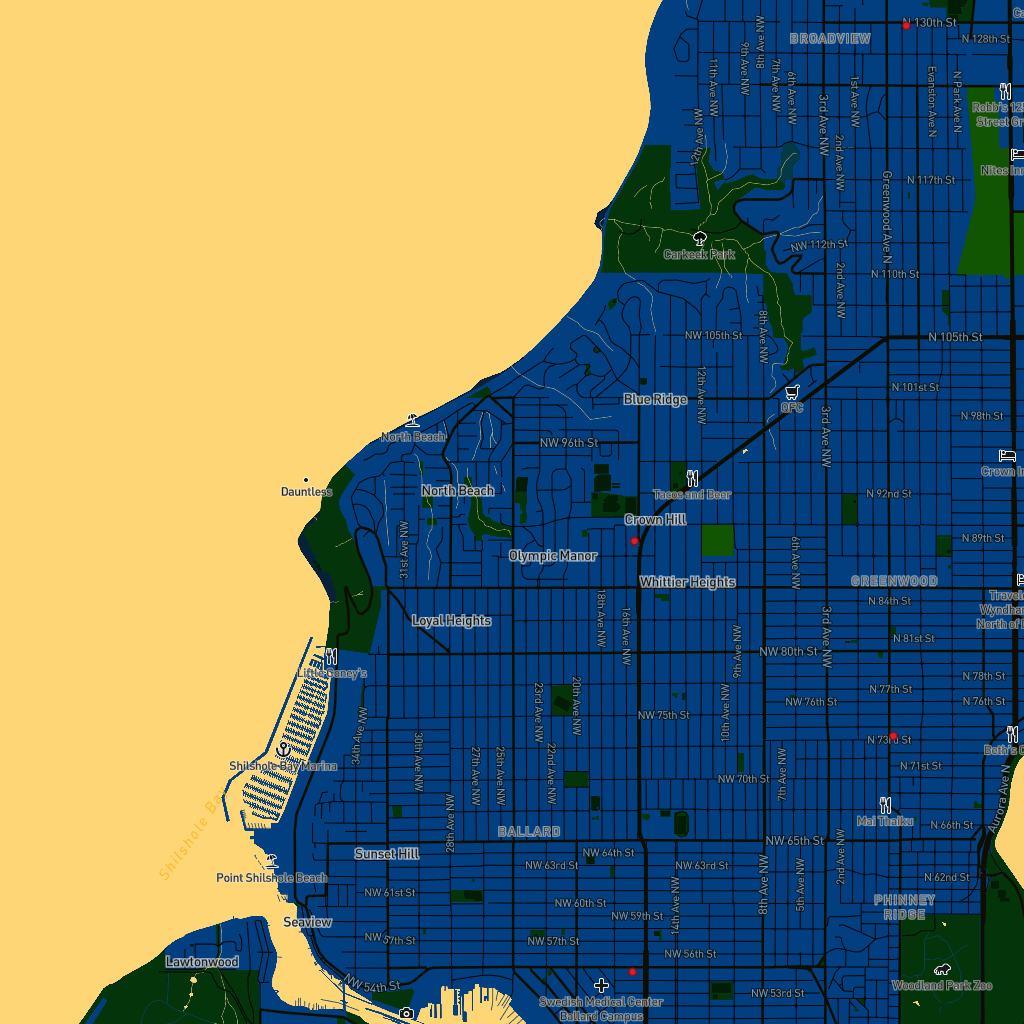 N 130th St
BROADVIEW
N 128th St
8th Ave NW
9th Ave NW
7th Ave NW
11th Ave NW
6th Ave NW
1st Ave NW
Evanston Ave N
N Park Ave N
3rd Ave NW
Robb's 125
Street Gr
12th Ave NW
2nd Ave NW
Nites Inn
N 117th St
Greenwood Ave N
NW 112th St
Carkeek Park
N 110th St
2nd Ave NW
8th Ave NW
NW 105th St
N 105th St
12th Ave NW
N 101st St
Blue Ridge
QFC
N 98th St
3rd Ave NW
North Beach
NW 96th St
Crown In
Dauntless
North Beach
Tacos and Beer
N 92nd St
Crown Hill
N 89th St
31st Ave NW
Olympic Manor
6th Ave NW
Whittier Heights
GREENWOOD
Travel
Wyndham
North of D
N 84th St
Loyal Heights
18th Ave NW
16th Ave NW
3rd Ave NW
N 81st St
9th Ave NW
NW 80th St
Little Coney's
N 78th St
N 77th St
23rd Ave NW
20th Ave NW
10th Ave NW
NW 76th St
N 76th St
34th Ave NW
NW 75th St
30th Ave NW
N 73rd St
Beth's C
27th Ave NW
25th Ave NW
22nd Ave NW
Shilshole Bay Marina
7th Ave NW
N 71st St
NW 70th St
Aurora Ave N
Shilshole Bay
28th Ave NW
Mai Thaiku
N 66th St
BALLARD
NW 65th St
Sunset Hill
NW 64th St
2nd Ave NW
NW 63rd St
NW 63rd St
Point Shilshole Beach
8th Ave NW
5th Ave NW
N 62nd St
NW 61st St
14th Ave NW
NW 60th St
PHINNEY
RIDGE
NW 59th St
Seaview
NW 57th St
NW 57th St
NW 56th St
Lawtonwood
NW 54th St
Woodland Park Zoo
NW 53rd St
Swedish Medical Center
Ballard Campus